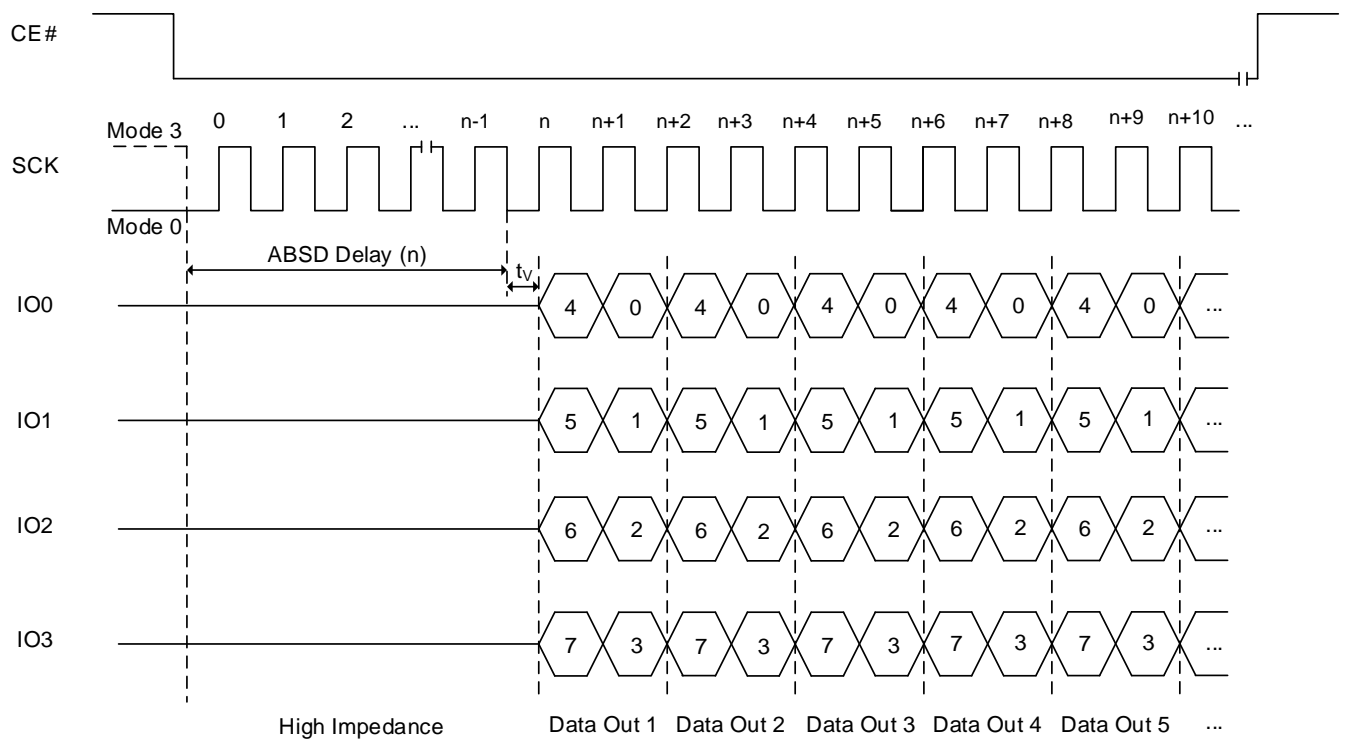 CE#
Mode 3 0 1 2 ... n-1 n n+1 n+2 n+3 n+4 n+5 n+6 n+7 n+8 n+9 n+10 ...
SCK
Mode 0
ABSD Delay (n)
tV
IO0 4 0 4 0 4 0 4 0 4 0 ...
IO1 5 1 5 1 5 1 5 1 5 1 ...
IO2 6 2 6 2 6 2 6 2 6 2 ...
IO3 7 3 7 3 7 3 7 3 7 3 ...
High Impedance Data Out 1 Data Out 2 Data Out 3 Data Out 4 Data Out 5 ...